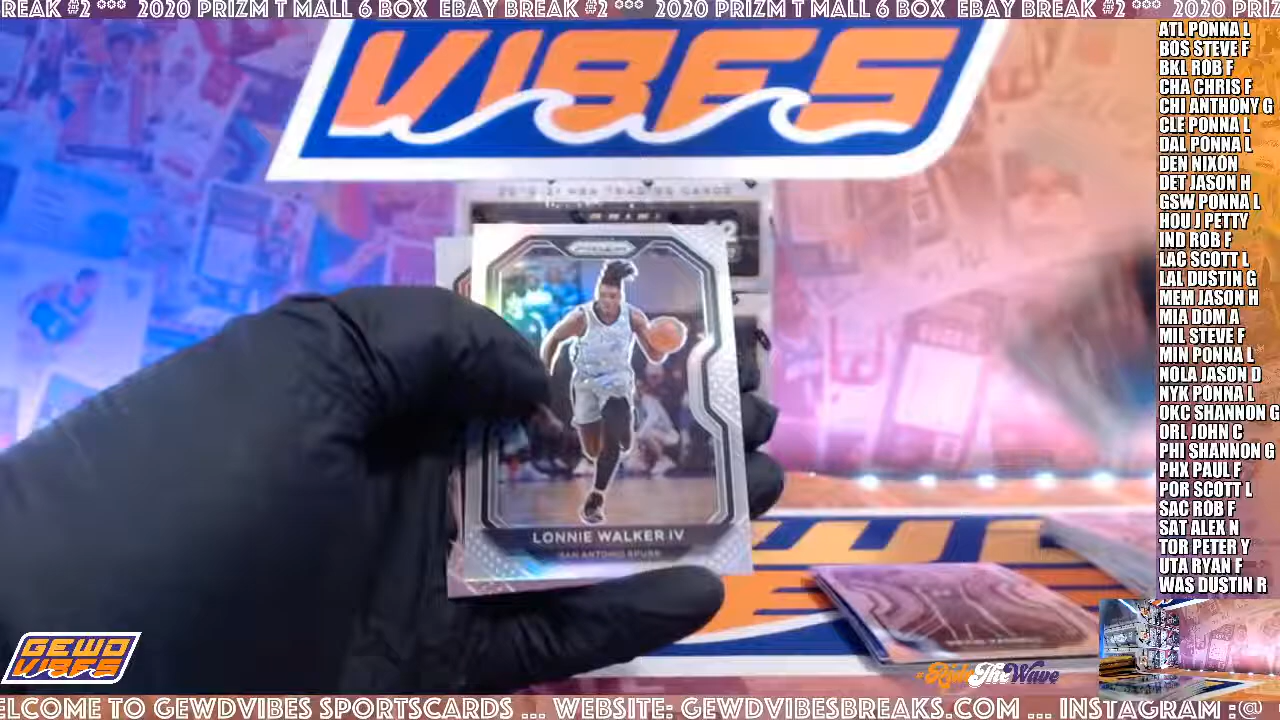 REAK #2 *** 2020 PRIZM T MALL 6 BOX EBAY BREAK #2 *** 2020 PRIZM T MALL 6 BOX EBAY BREAK #2 *** 2020 PRIZ
VIBES
PRIZM
LONNIE WALKER IV
SAN ANTONIO SPURS
ATL PONNA L
BOS STEVE F
BKL ROB F
CHA CHRIS F
CHI ANTHONY G
CLE PONNA L
DAL PONNA L
DEN NIXON
DET JASON H
GSW PONNA L
HOU J PETTY
IND ROB F
LAC SCOTT L
LAL DUSTIN G
MEM JASON H
MIA DOM A
MIL STEVE F
MIN PONNA L
NOLA JASON D
NYK PONNA L
OKC SHANNON G
ORL JOHN C
PHI SHANNON G
PHX PAUL F
POR SCOTT L
SAC ROB F
SAT ALEX N
TOR PETER Y
UTA RYAN F
WAS DUSTIN R
GEWD
VIBES
#RideTheWave
ELCOME TO GEWDVIBES SPORTSCARDS ... WEBSITE: GEWDVIBESBREAKS.COM ... INSTAGRAM :@